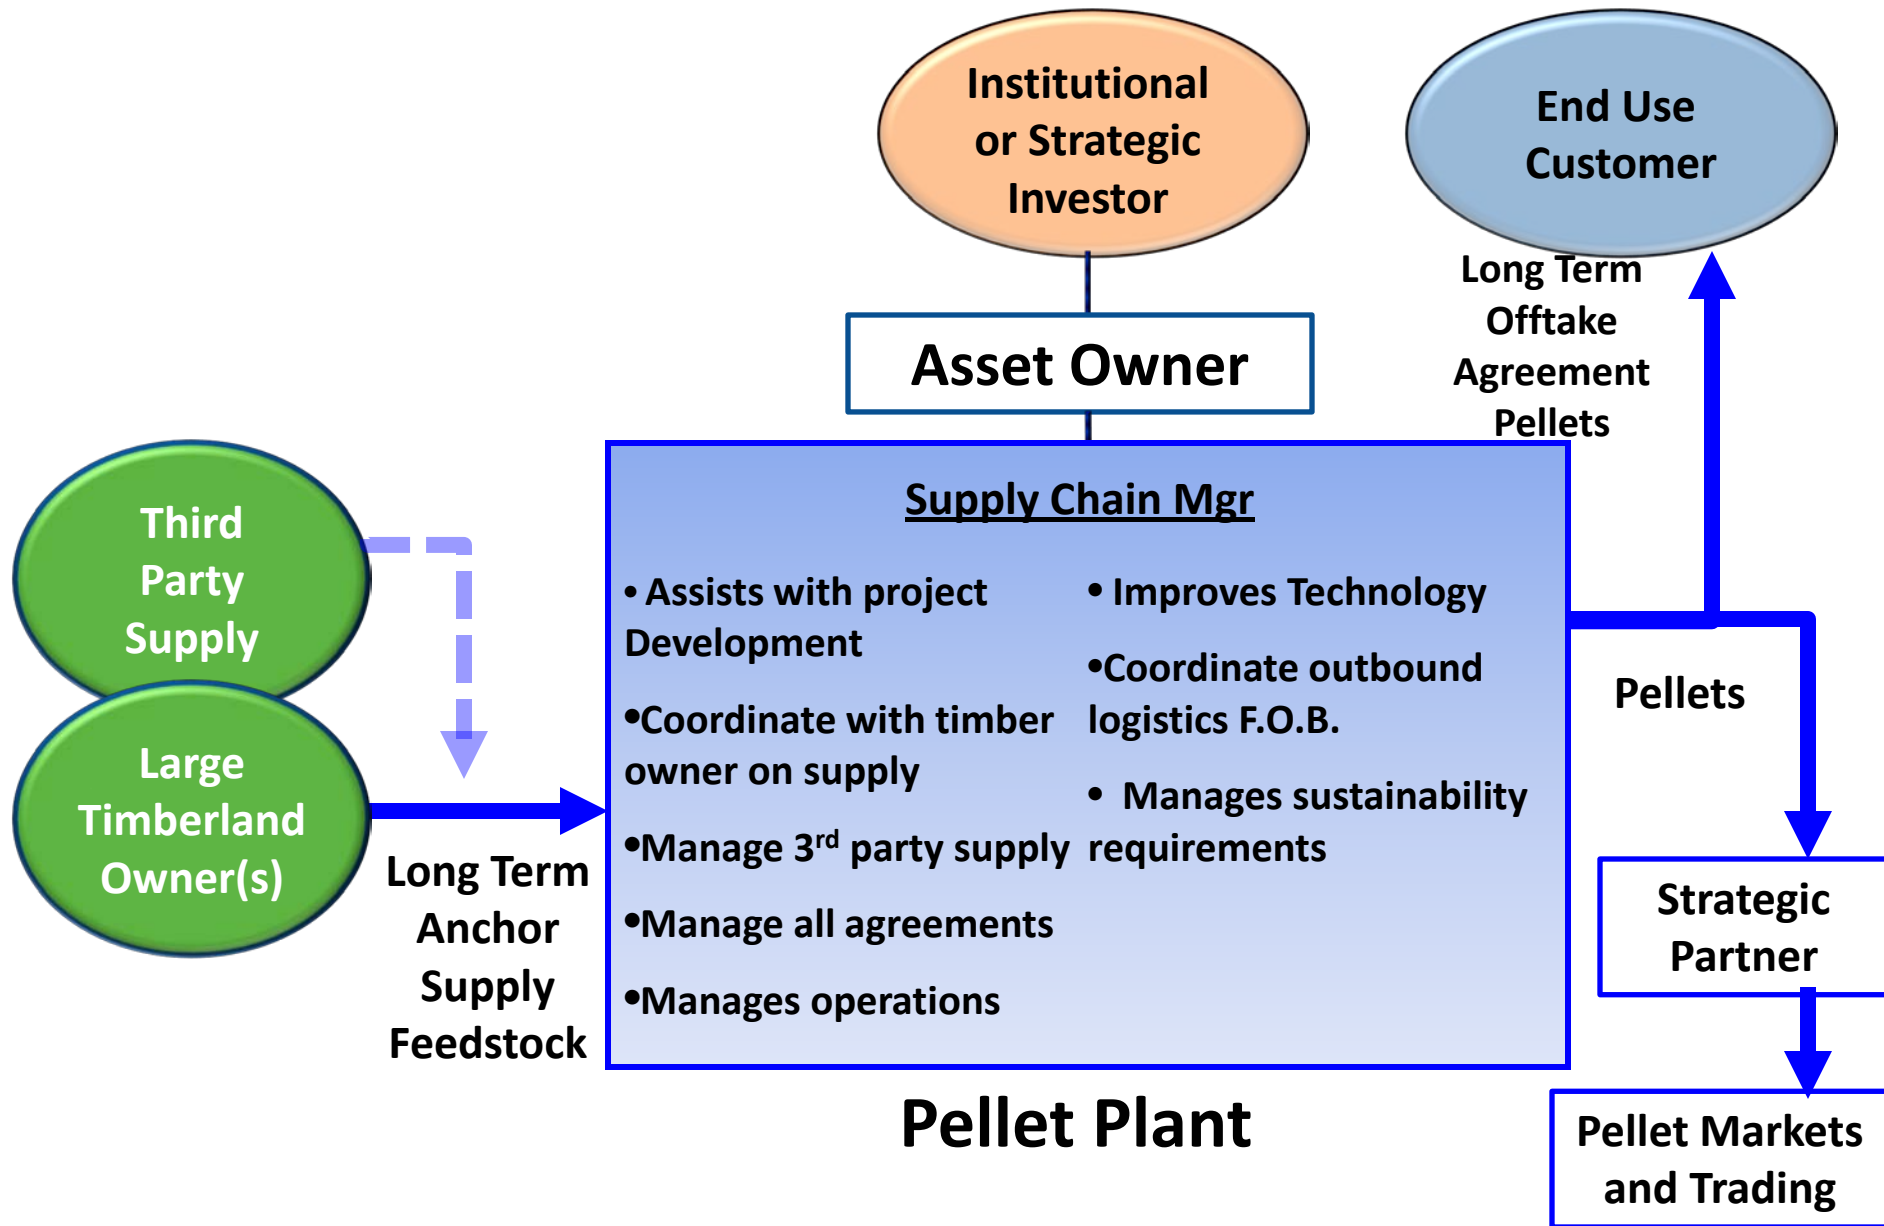 Institutional
or Strategic
Investor
End Use
Customer
Long Term
Offtake
Agreement
Pellets
Asset Owner
Third
Party
Supply
Large
Timberland
Owner(s)
Long Term
Anchor
Supply
Feedstock
Supply Chain Mgr
• Assists with project
Development
•Coordinate with timber
owner on supply
•Manage 3rd party supply
•Manage all agreements
•Manages operations
• Improves Technology
•Coordinate outbound
logistics F.O.B.
• Manages sustainability
requirements
Pellet Plant
Pellets
Strategic
Partner
Pellet Markets
and Trading